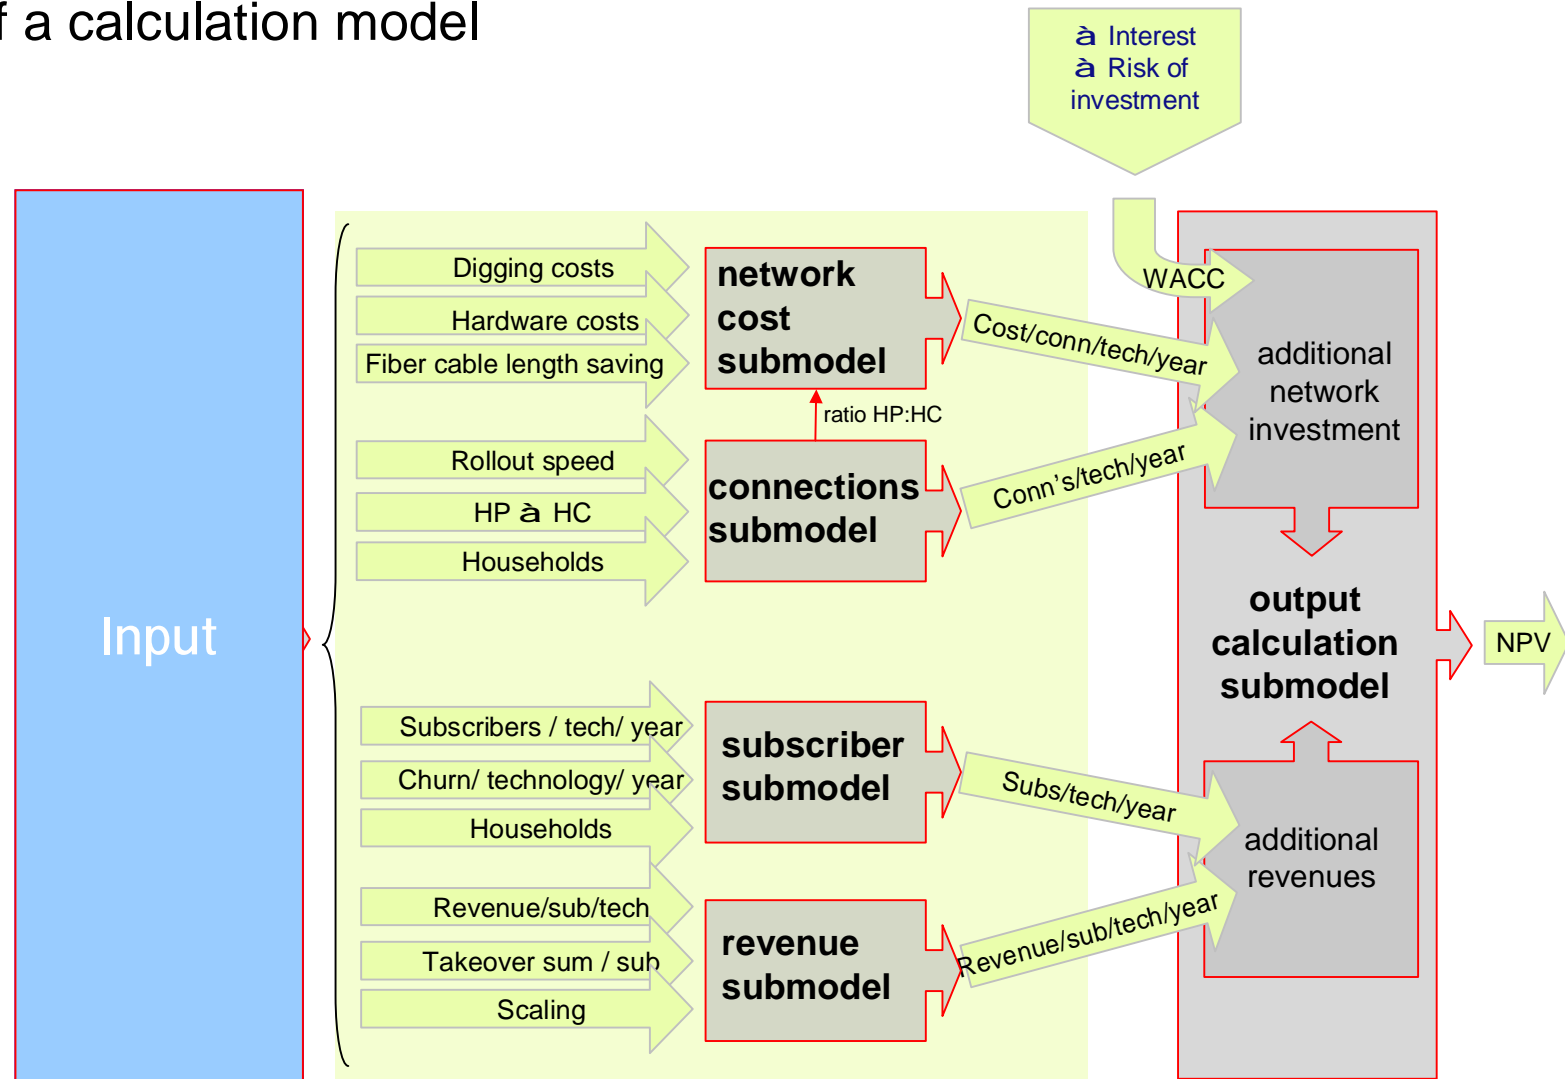 f a calculation model
à Interest
à Risk of
investment
Input
Digging costs
Hardware costs
Fiber cable length saving
network
cost
submodel
ratio HP:HC
Rollout speed
HP à HC
Households
connections
submodel
Subscribers / tech/ year
Churn/ technology/ year
Households
subscriber
submodel
Revenue/sub/tech
Takeover sum / sub
Scaling
revenue
submodel
WACC
Cost/conn/tech/year
Conn's/tech/year
Subs/tech/year
Revenue/sub/tech/year
additional
network
investment
output
calculation
submodel
additional
revenues
NPV